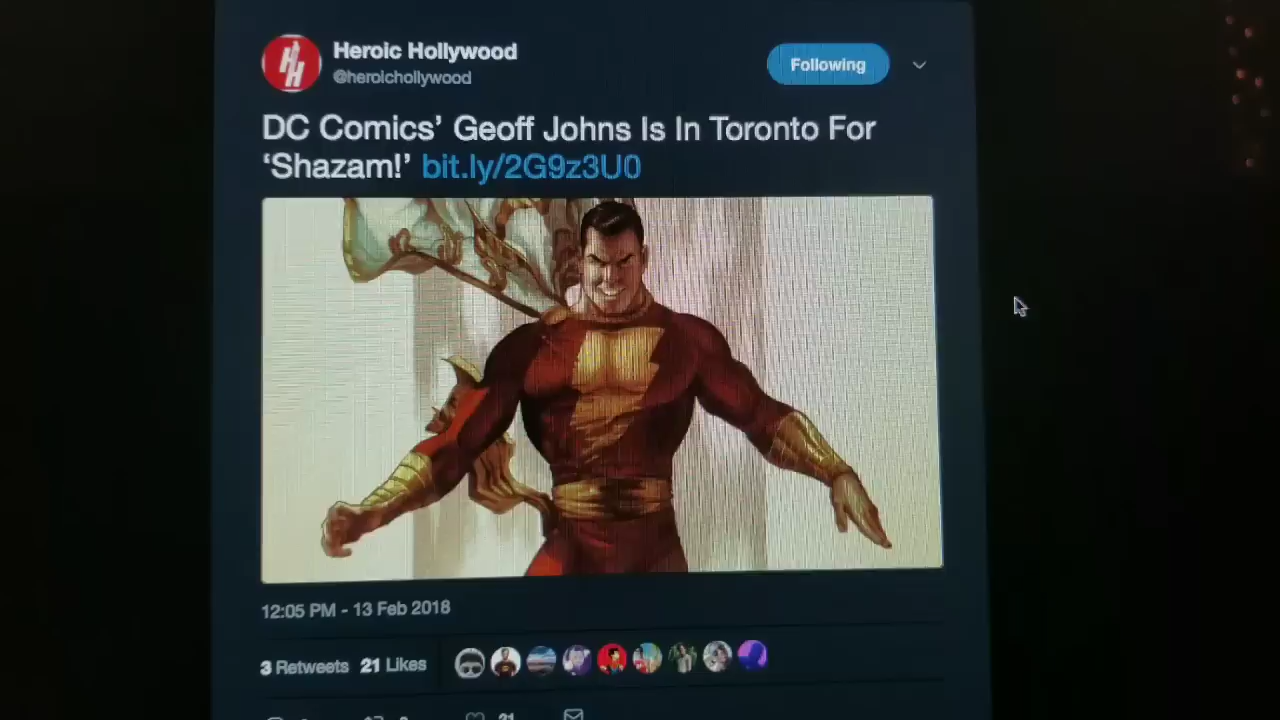 Heroic Hollywood
@heroichollywood
Following
DC Comics’ Geoff Johns Is In Toronto For
‘Shazam!’ bit.ly/2G9z3U0
12:05 PM - 13 Feb 2018
3 Retweets 21 Likes
21